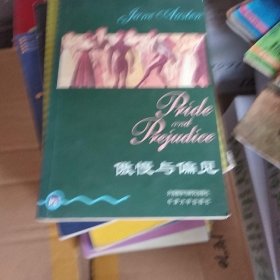 Jane Austen
Pride
and
Prejudice
傲慢与偏见